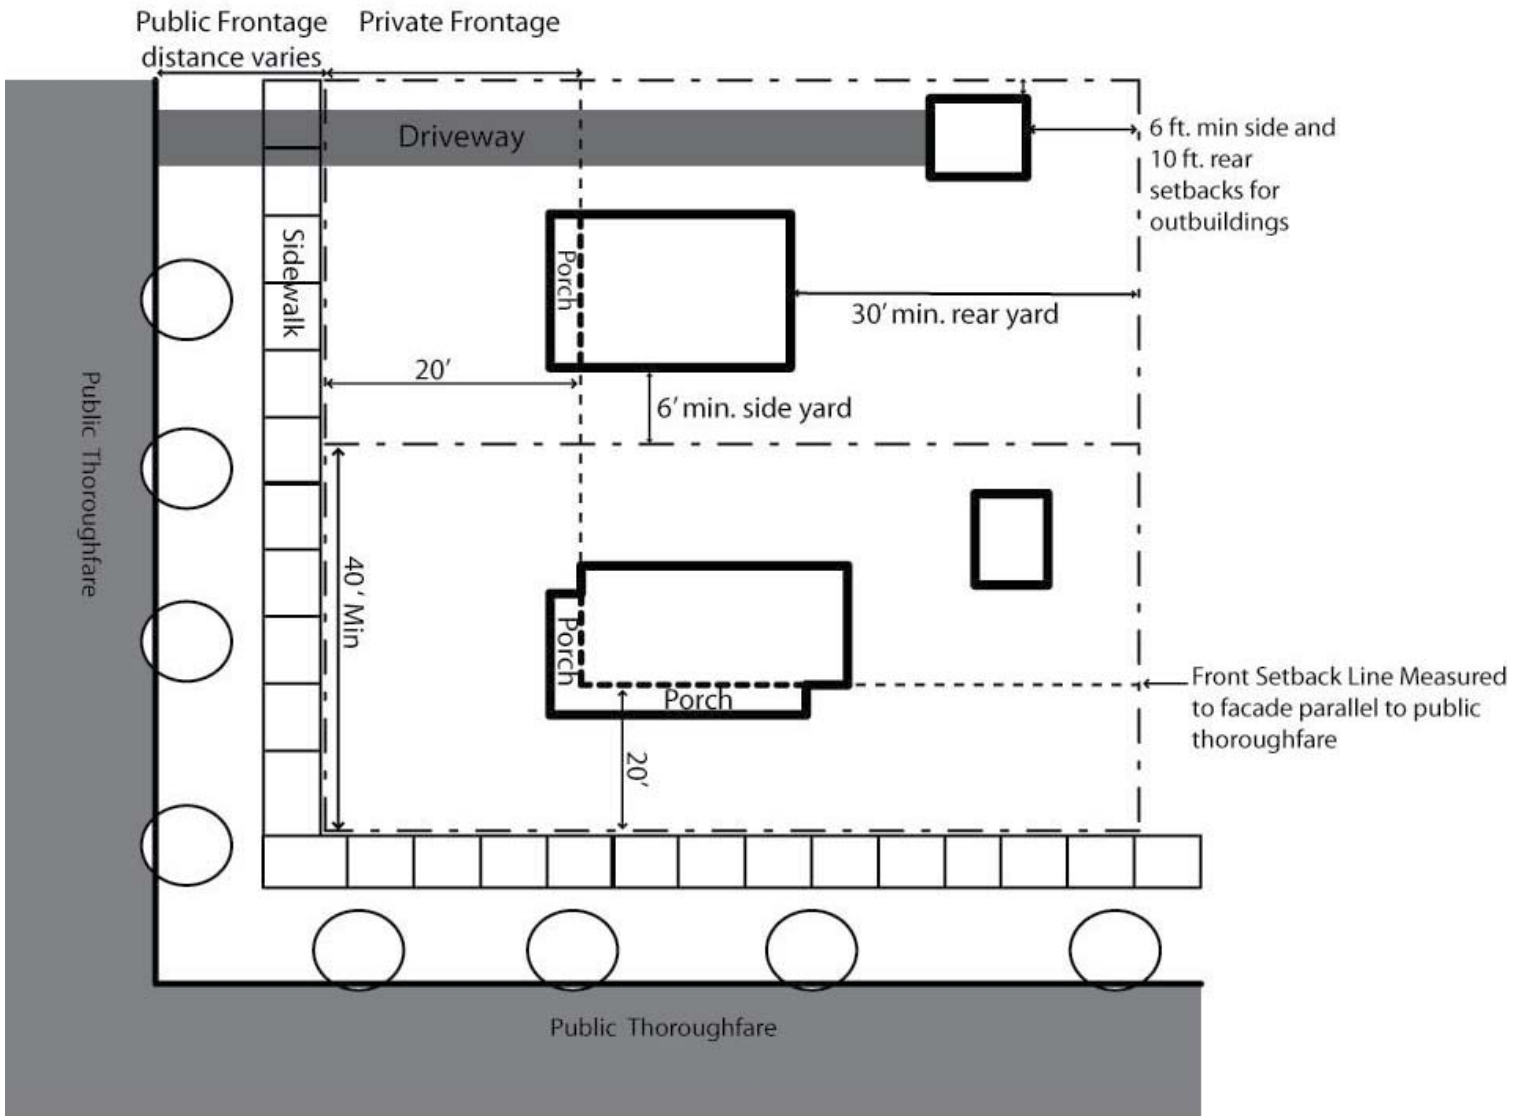 Public Frontage
distance varies
Private Frontage
Driveway
6 ft. min side and
10 ft. rear
setbacks for
outbuildings
Sidewalk
Porch
30' min. rear yard
20'
6' min. side yard
Public Thoroughfare
40' Min
Porch
Porch
Front Setback Line Measured
to facade parallel to public
thoroughfare
20'
Public Thoroughfare